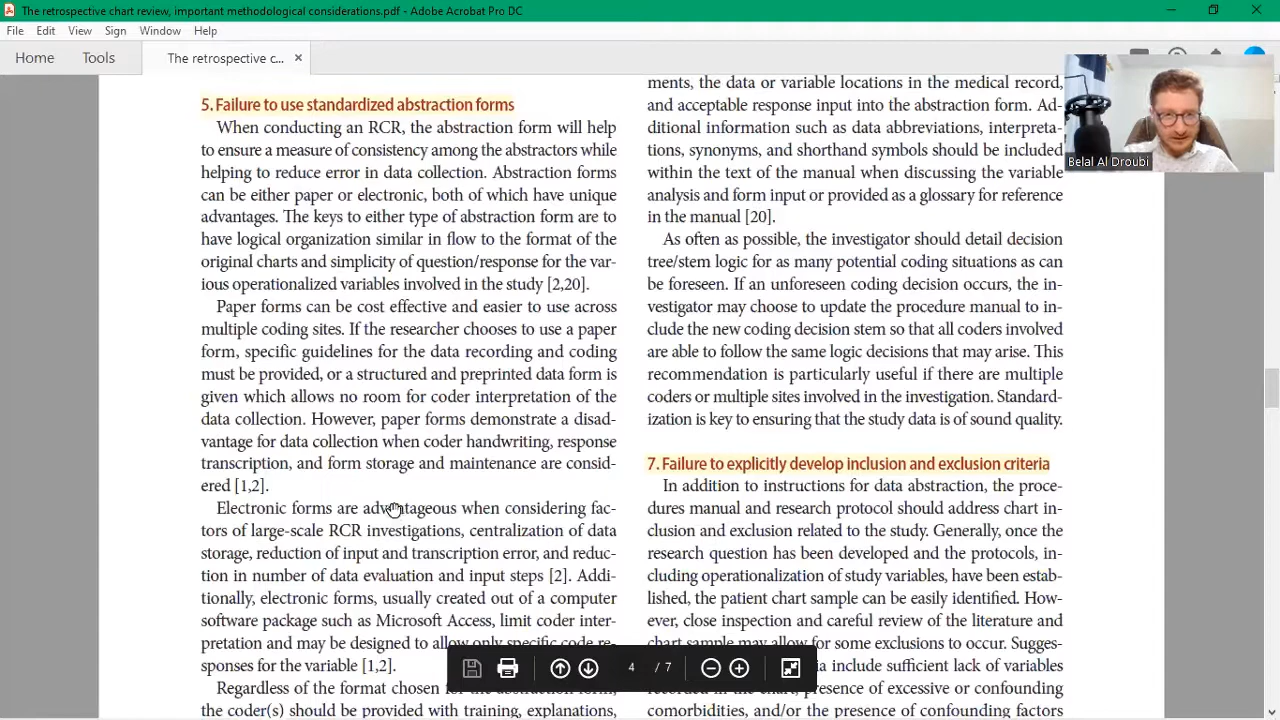 The retrospective chart review, important methodological considerations.pdf - Adobe Acrobat Pro DC
File Edit View Sign Window Help
Home Tools The retrospective c... ×
Belal Al Droubi
5. Failure to use standardized abstraction forms
When conducting an RCR, the abstraction form will help
to ensure a measure of consistency among the abstractors while
helping to reduce error in data collection. Abstraction forms
can be either paper or electronic, both of which have unique
advantages. The keys to either type of abstraction form are to
have logical organization similar in flow to the format of the
original charts and simplicity of question/response for the var-
ious operationalized variables involved in the study [2,20].
Paper forms can be cost effective and easier to use across
multiple coding sites. If the researcher chooses to use a paper
form, specific guidelines for the data recording and coding
must be provided, or a structured and preprinted data form is
given which allows no room for coder interpretation of the
data collection. However, paper forms demonstrate a disad-
vantage for data collection when coder handwriting, response
transcription, and form storage and maintenance are consid-
ered [1,2].
Electronic forms are advantageous when considering fac-
tors of large-scale RCR investigations, centralization of data
storage, reduction of input and transcription error, and reduc-
tion in number of data evaluation and input steps [2]. Addi-
tionally, electronic forms, usually created out of a computer
software package such as Microsoft Access, limit coder inter-
pretation and may be designed to allow only specific code re-
sponses for the variable [1,2].
Regardless of the format chosen for the abstraction form,
the coder(s) should be provided with training, explanations,
ments, the data or variable locations in the medical record,
and acceptable response input into the abstraction form. Ad-
ditional information such as data abbreviations, interpreta-
tions, synonyms, and shorthand symbols should be included
within the text of the manual when discussing the variable
analysis and form input or provided as a glossary for reference
in the manual [20].
As often as possible, the investigator should detail decision
tree/stem logic for as many potential coding situations as can
be foreseen. If an unforeseen coding decision occurs, the in-
vestigator may choose to update the procedure manual to in-
clude the new coding decision stem so that all coders involved
are able to follow the same logic decisions that may arise. This
recommendation is particularly useful if there are multiple
coders or multiple sites involved in the investigation. Standard-
ization is key to ensuring that the study data is of sound quality.
7. Failure to explicitly develop inclusion and exclusion criteria
In addition to instructions for data abstraction, the proce-
dures manual and research protocol should address chart in-
clusion and exclusion related to the study. Generally, once the
research question has been developed and the protocols, in-
cluding operationalization of study variables, have been estab-
lished, the patient chart sample can be easily identified. How-
ever, close inspection and careful review of the literature and
chart sample may allow for some exclusions to occur. Sugges-
include sufficient lack of variables
presence of excessive or confounding
comorbidities, and/or the presence of confounding factors
4 / 7